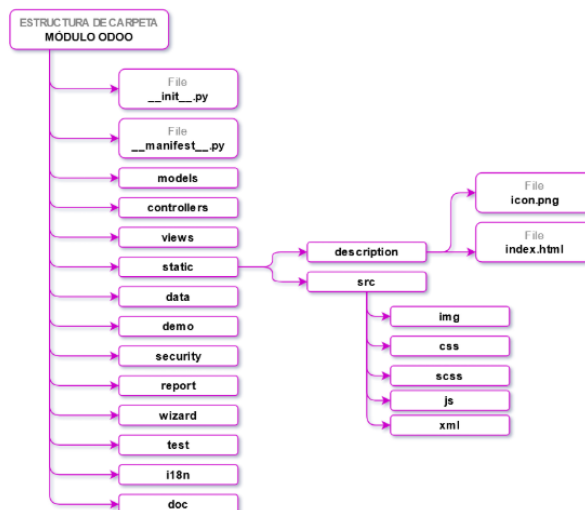 ESTRUCTURA DE CARPETA
MÓDULO ODOO
File
__init__.py
File
__manifest__.py
models
controllers
views
static
data
demo
security
report
wizard
test
i18n
doc
description
src
File
icon.png
File
index.html
img
css
scss
js
xml